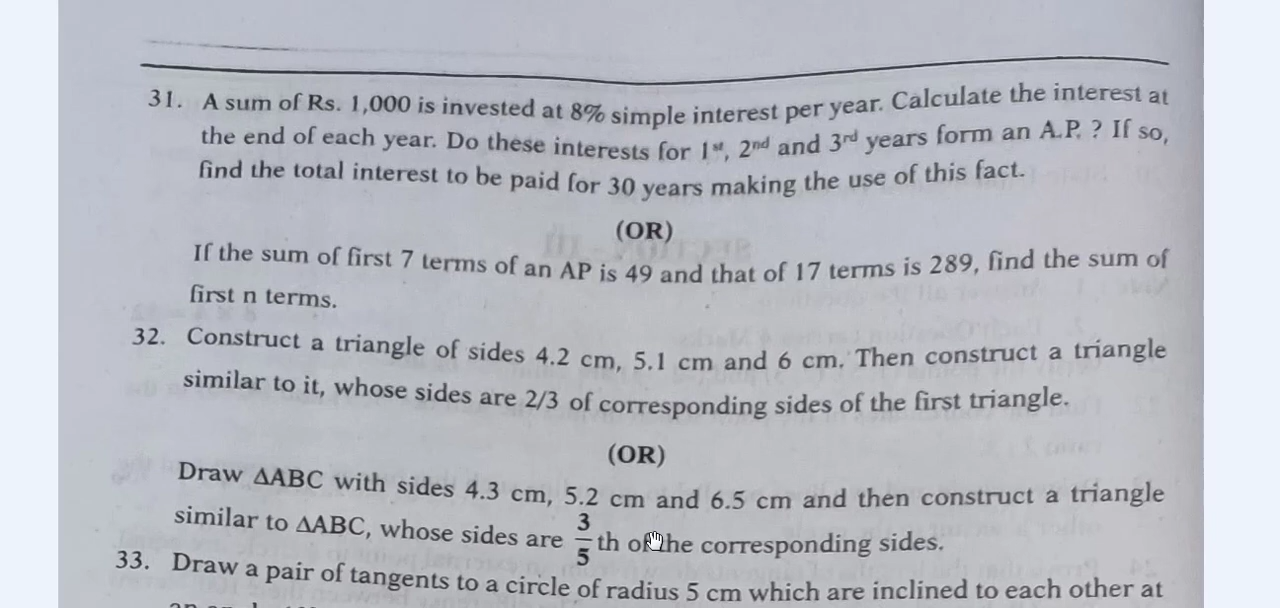 31. A sum of Rs. 1,000 is invested at 8% simple interest per year. Calculate the interest at
the end of each year. Do these interests for 1st, 2nd and 3rd years form an A.P. ? If so,
find the total interest to be paid for 30 years making the use of this fact.
(OR)
If the sum of first 7 terms of an AP is 49 and that of 17 terms is 289, find the sum of
first n terms.
32. Construct a triangle of sides 4.2 cm, 5.1 cm and 6 cm. Then construct a triangle
similar to it, whose sides are 2/3 of corresponding sides of the first triangle.
(OR)
Draw ΔABC with sides 4.3 cm, 5.2 cm and 6.5 cm and then construct a triangle
similar to ΔABC, whose sides are 3/5 th of the corresponding sides.
33. Draw a pair of tangents to a circle of radius 5 cm which are inclined to each other at